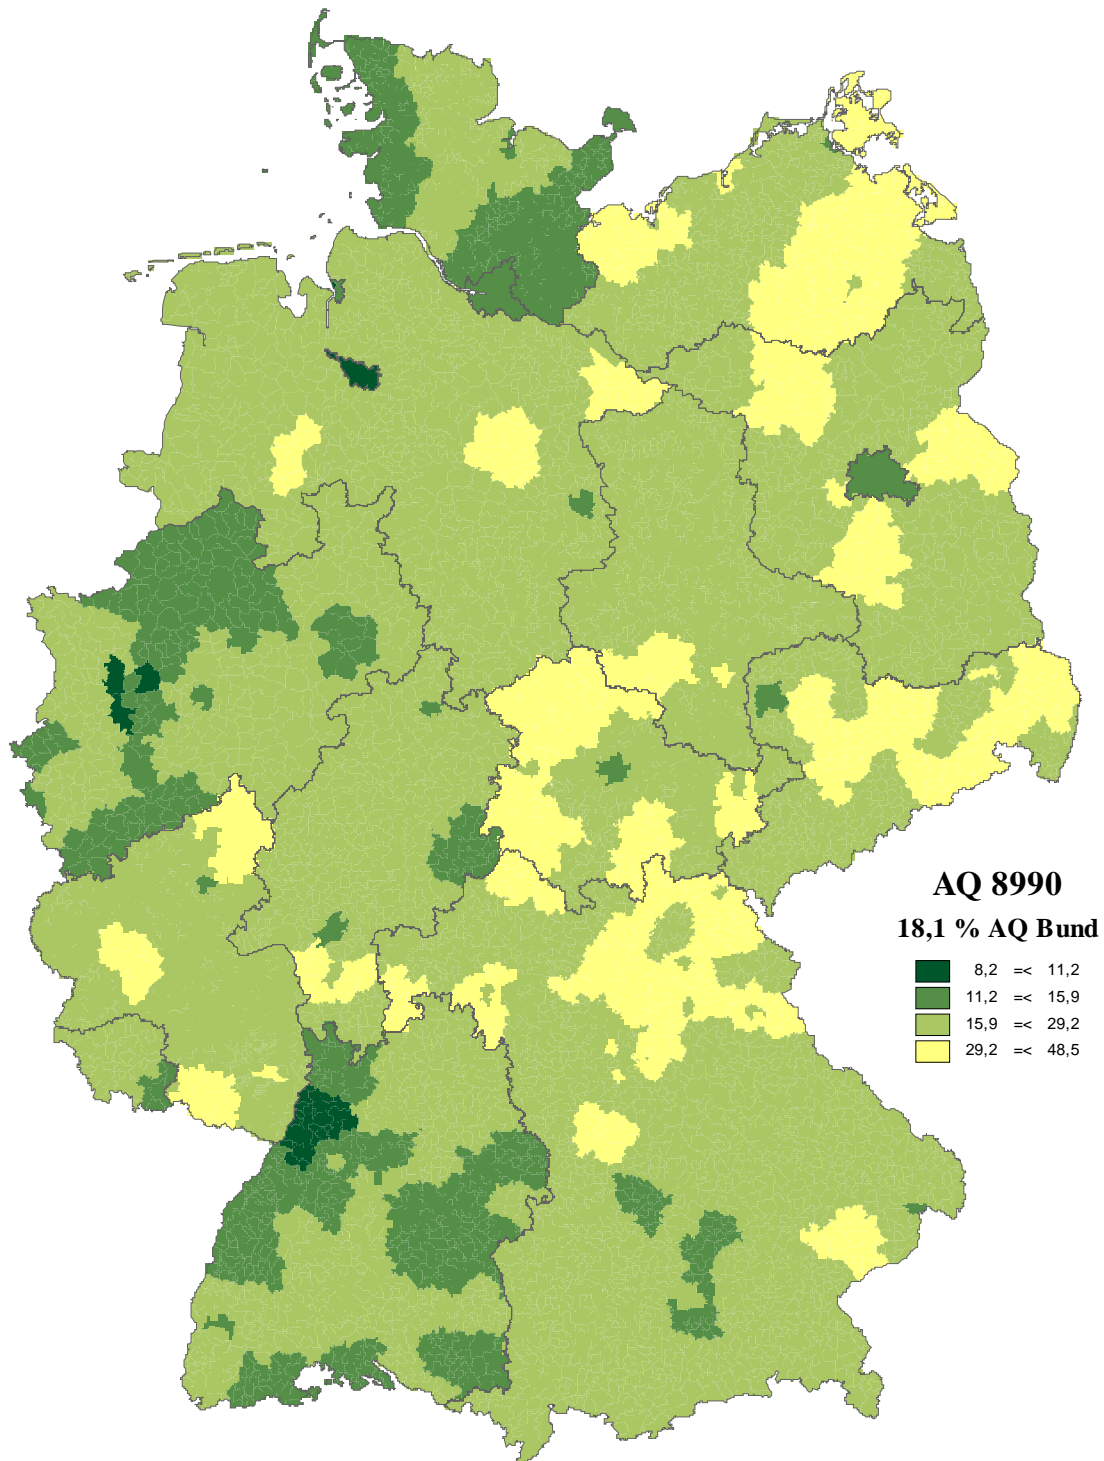 AQ 8990
18,1 % AQ Bund
8,2 =< 11,2
11,2 =< 15,9
15,9 =< 29,2
29,2 =< 48,5